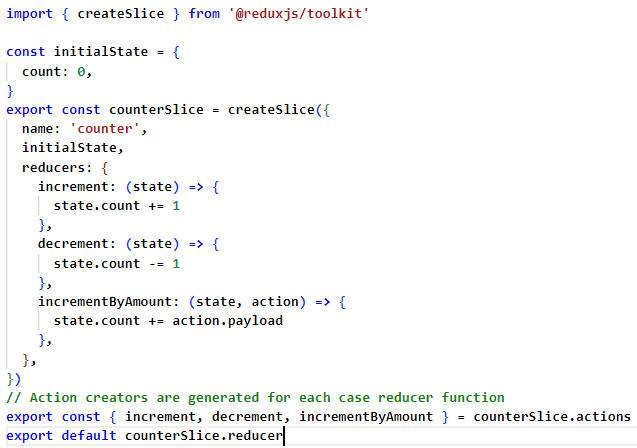 import { createSlice } from '@reduxjs/toolkit'

const initialState = {
  count: 0,
}
export const counterSlice = createSlice({
  name: 'counter',
  initialState,
  reducers: {
    increment: (state) => {
      state.count += 1
    },
    decrement: (state) => {
      state.count -= 1
    },
    incrementByAmount: (state, action) => {
      state.count += action.payload
    },
  },
})
// Action creators are generated for each case reducer function
export const { increment, decrement, incrementByAmount } = counterSlice.actions
export default counterSlice.reducer